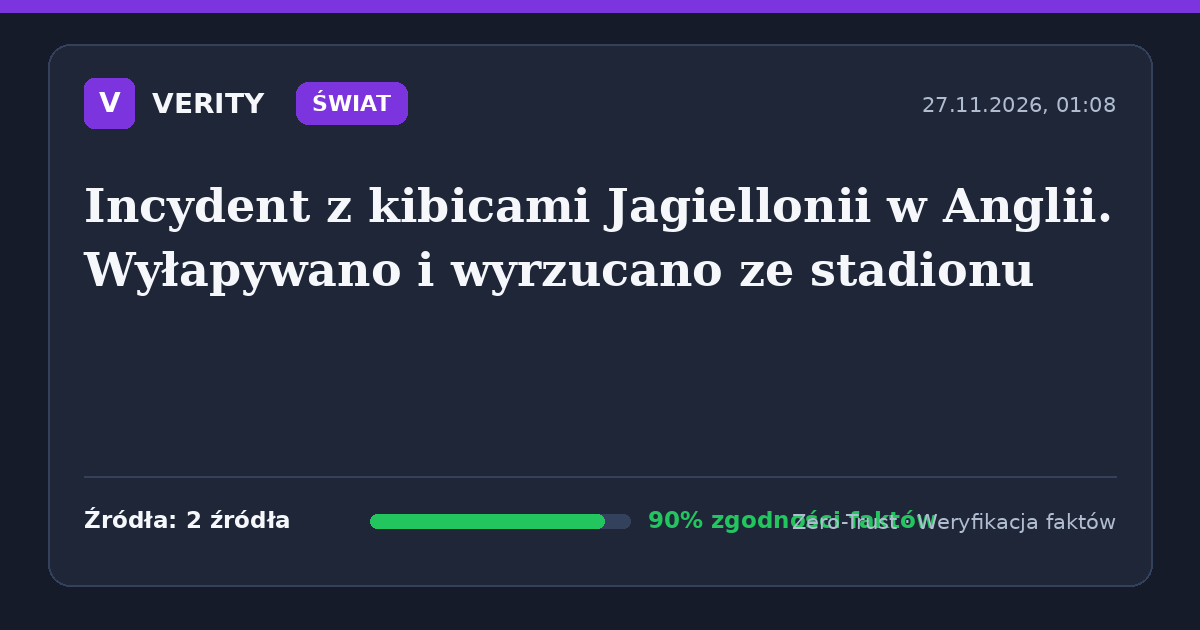 V VERITY ŚWIAT 27.11.2026, 01:08
Incydent z kibicami Jagiellonii w Anglii.
Wyłapywano i wyrzucano ze stadionu
Źródła: 2 źródła 90% zgodności faktów Zero-Trust · Weryfikacja faktów